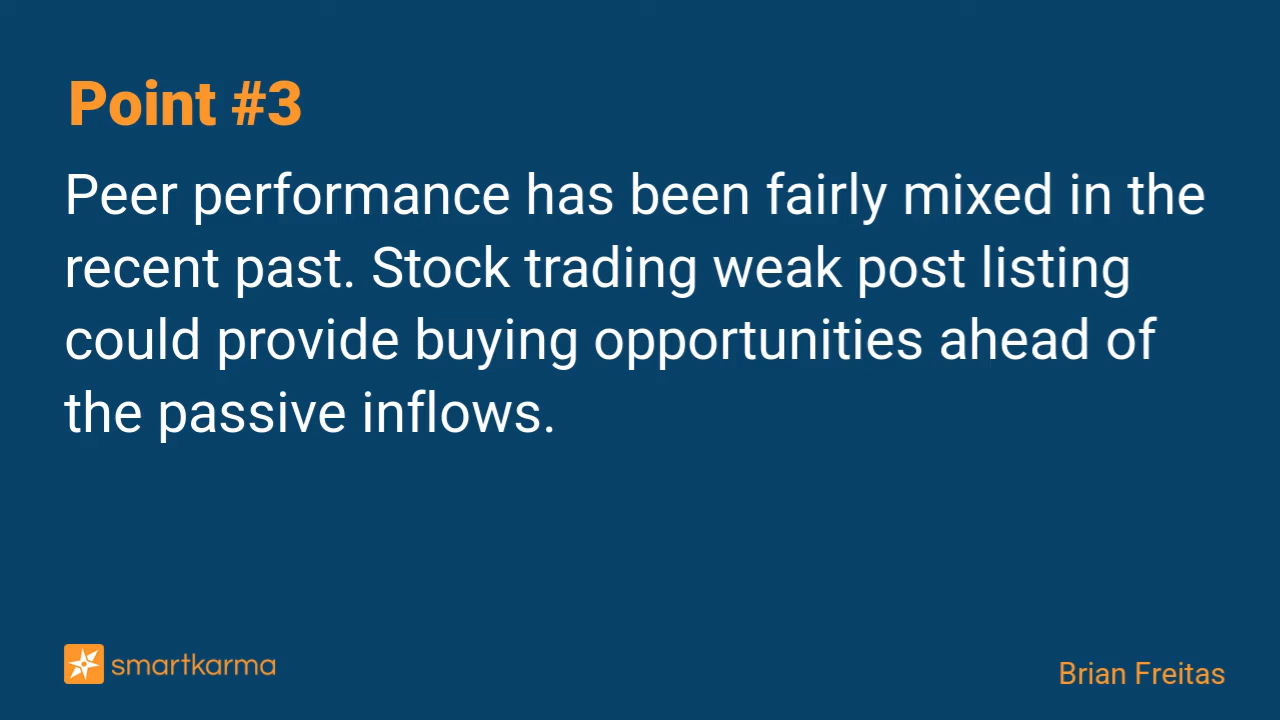 Point #3
Peer performance has been fairly mixed in the
recent past. Stock trading weak post listing
could provide buying opportunities ahead of
the passive inflows.
smartkarma
Brian Freitas